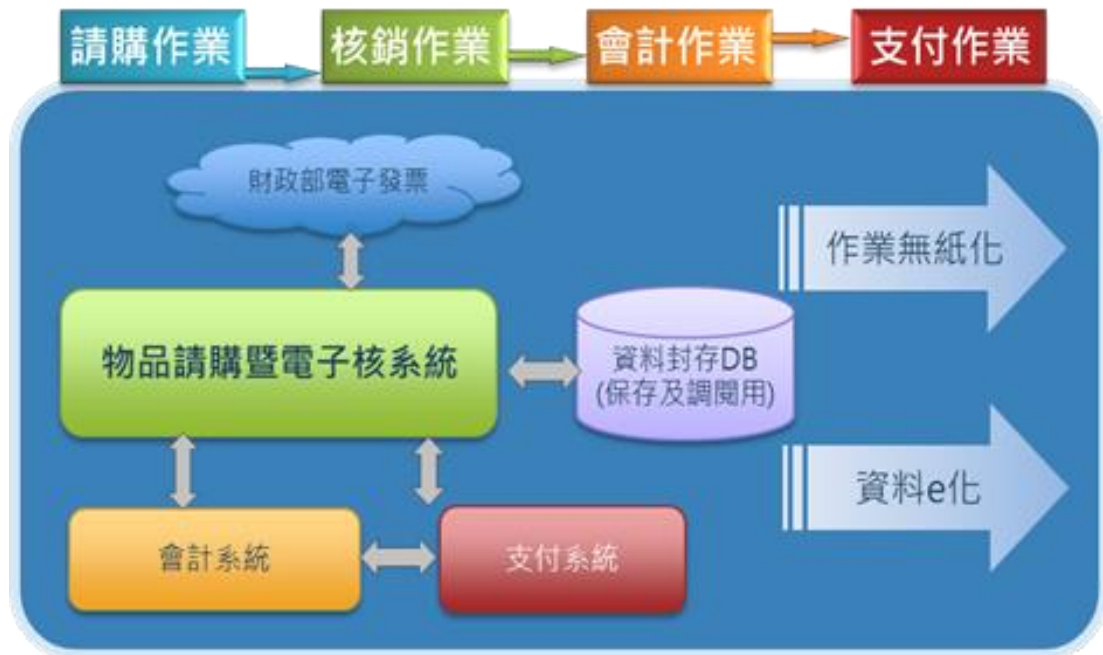 請購作業
核銷作業
會計作業
支付作業
財政部電子發票
作業無紙化
物品請購暨電子核系統
資料封存DB
(保存及調閱用)
資料e化
會計系統
支付系統